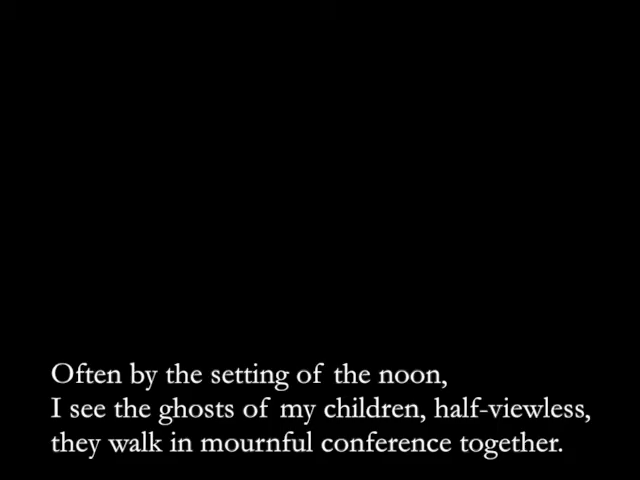 Often by the setting of the noon,
I see the ghosts of my children, half-viewless,
they walk in mournful conference together.